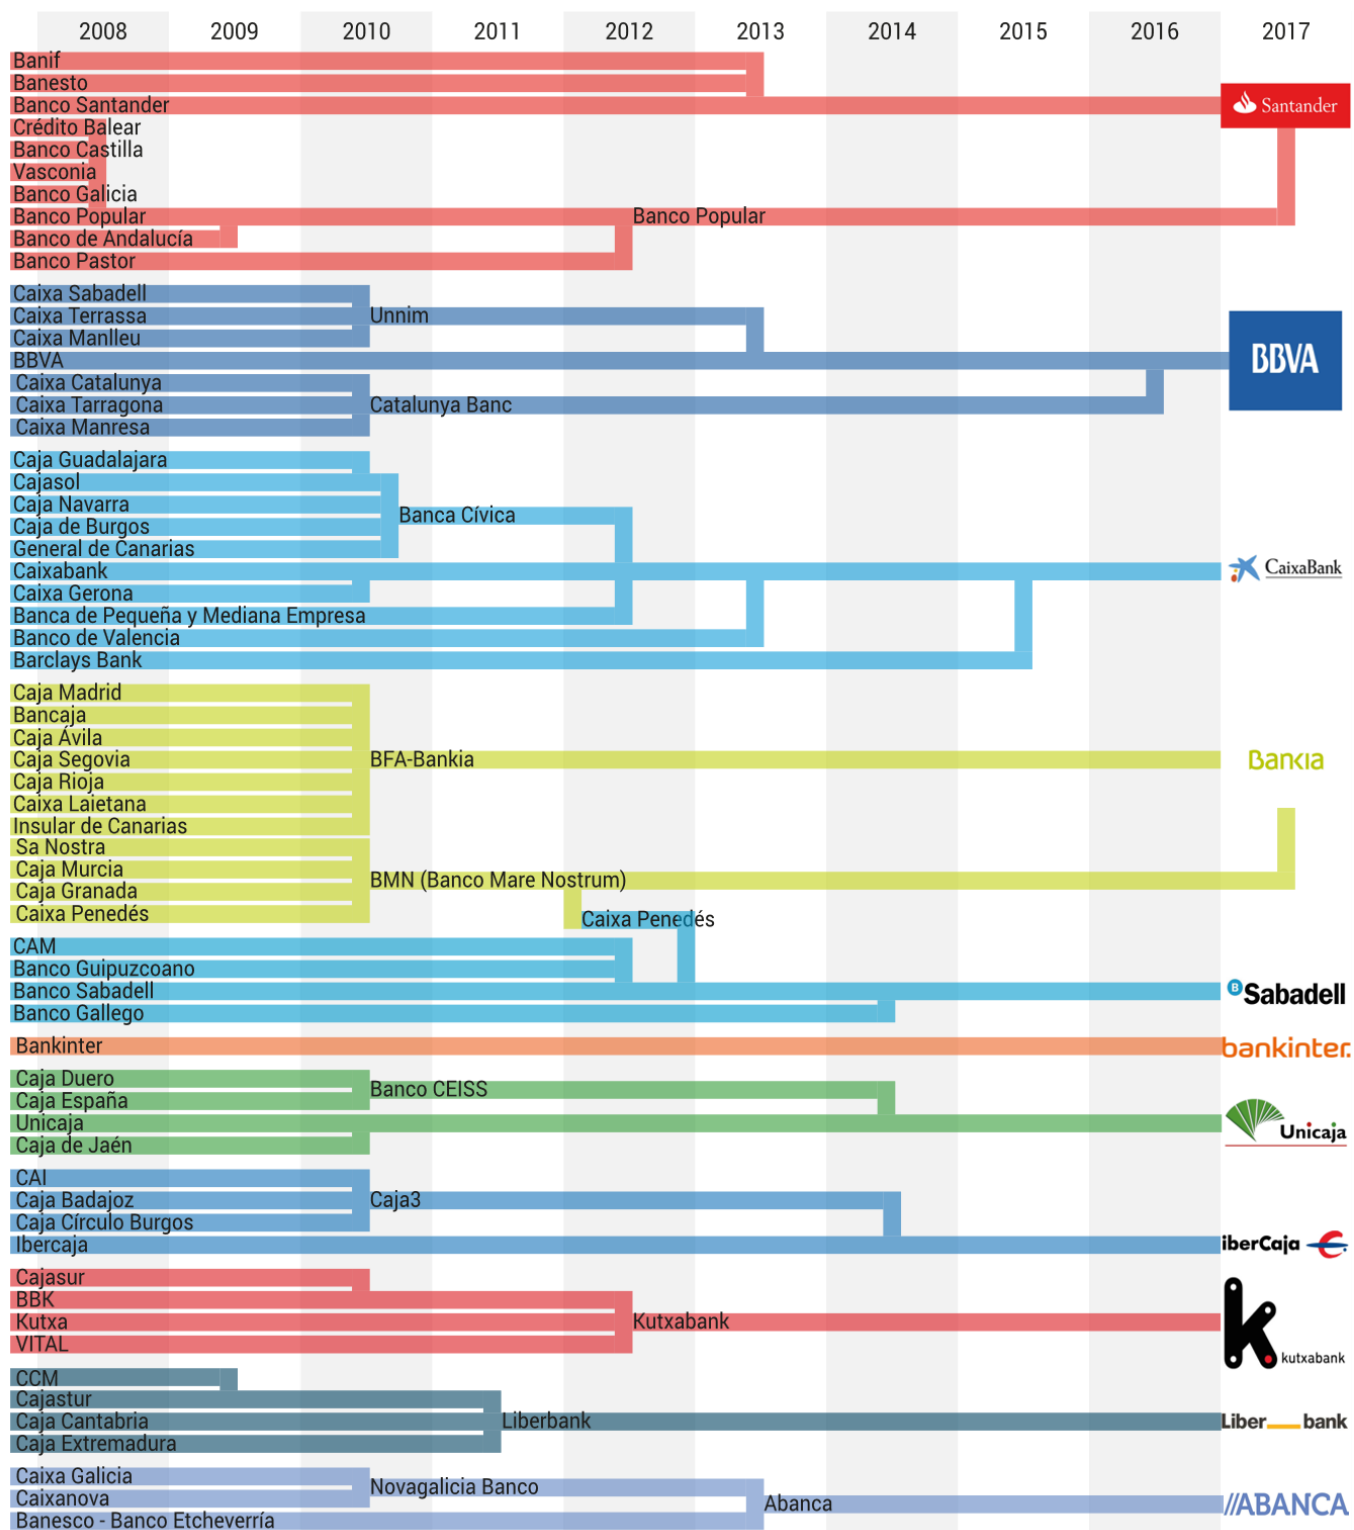 2008 2009 2010 2011 2012 2013 2014 2015 2016 2017
Banif
Banesto
Banco Santander
Santander
Crédito Balear
Banco Castilla
Vasconia
Banco Galicia
Banco Popular
Banco Popular
Banco de Andalucía
Banco Pastor
Caixa Sabadell
Caixa Terrassa
Unnim
Caixa Manlleu
BBVA
BBVA
Caixa Catalunya
Caixa Tarragona
Catalunya Banc
Caixa Manresa
Caja Guadalajara
Cajasol
Caja Navarra
Banca Cívica
Caja de Burgos
General de Canarias
Caixabank
CaixaBank
Caixa Gerona
Banca de Pequeña y Mediana Empresa
Banco de Valencia
Barclays Bank
Caja Madrid
Bancaja
Caja Ávila
Caja Segovia
BFA-Bankia
Bankia
Caja Rioja
Caixa Laietana
Insular de Canarias
Sa Nostra
Caja Murcia
BMN (Banco Mare Nostrum)
Caja Granada
Caixa Penedés
Caixa Penedés
CAM
Banco Guipuzcoano
Banco Sabadell
B Sabadell
Banco Gallego
Bankinter
bankinter.
Caja Duero
Banco CEISS
Caja España
Unicaja
Unicaja
Caja de Jaén
CAI
Caja Badajoz
Caja3
Caja Círculo Burgos
Ibercaja
iberCaja
Cajasur
BBK
Kutxa
Kutxabank
k
VITAL
kutxabank
CCM
Cajastur
Caja Cantabria
Liberbank
Liber bank
Caja Extremadura
Caixa Galicia
Novagalicia Banco
Caixanova
Abanca
//ABANCA
Banesco - Banco Etcheverría